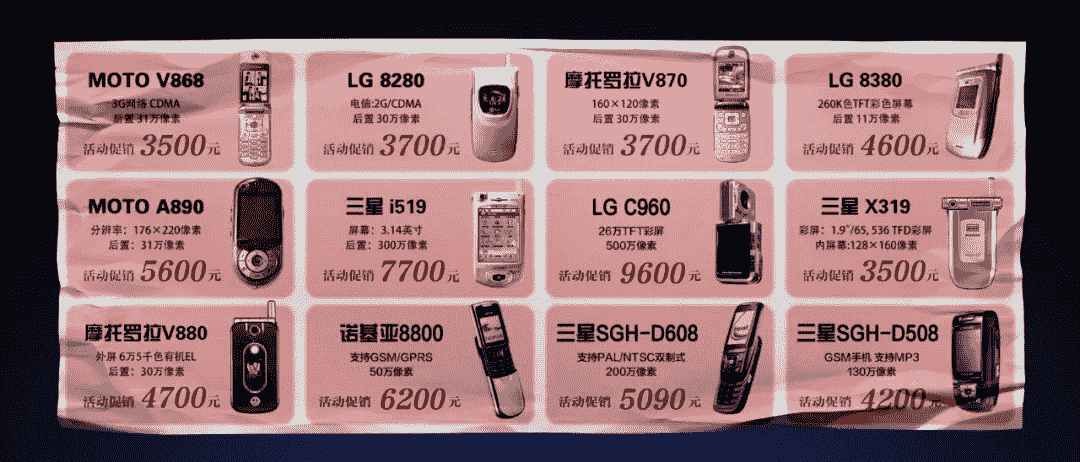 MOTO V868
3G网络 CDMA
后置 31万像素
活动促销 3500元
LG 8280
电信:2G/CDMA
后置 30万像素
活动促销 3700元
摩托罗拉V870
160×120像素
后置 30万像素
活动促销 3700元
LG 8380
260K色TFT彩色屏幕
后置 11万像素
活动促销 4600元
MOTO A890
分辨率：176×220像素
后置：31万像素
活动促销 5600元
三星 i519
屏幕：3.14英寸
后置：300万像素
活动促销 7700元
LG C960
26万TFT彩屏
500万像素
活动促销 9600元
三星 X319
彩屏：1.9"/65, 536 TFD彩屏
内屏幕:128×160像素
活动促销 3500元
摩托罗拉V880
外屏 6万5千色有机EL
后置：30万像素
活动促销 4700元
诺基亚8800
支持GSM/GPRS
50万像素
活动促销 6200元
三星SGH-D608
支持PAL/NTSC双制式
200万像素
活动促销 5090元
三星SGH-D508
GSM手机 支持MP3
130万像素
活动促销 4200元